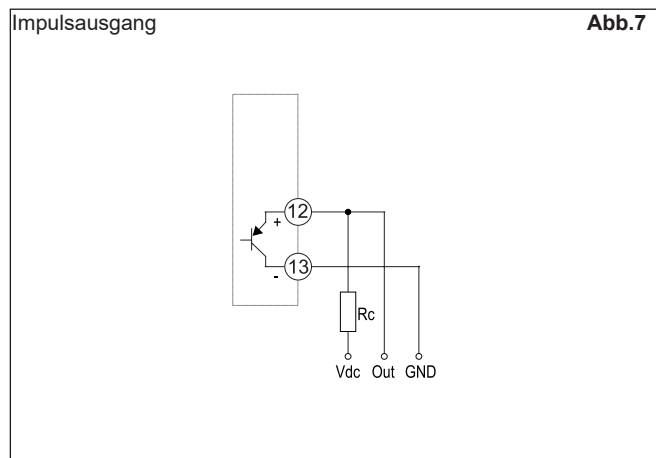 Impulsausgang Abb.7
12
+
13
-
Rc
Vdc Out GND